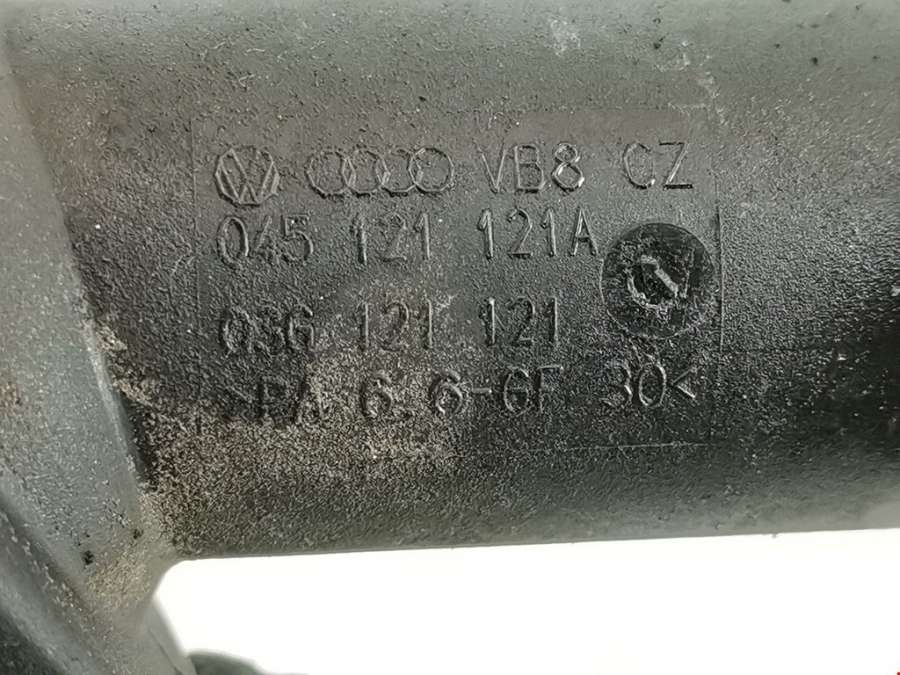 VB8 CZ
045 121 121A
03G 121 121
>PA 6.6-GF 30<